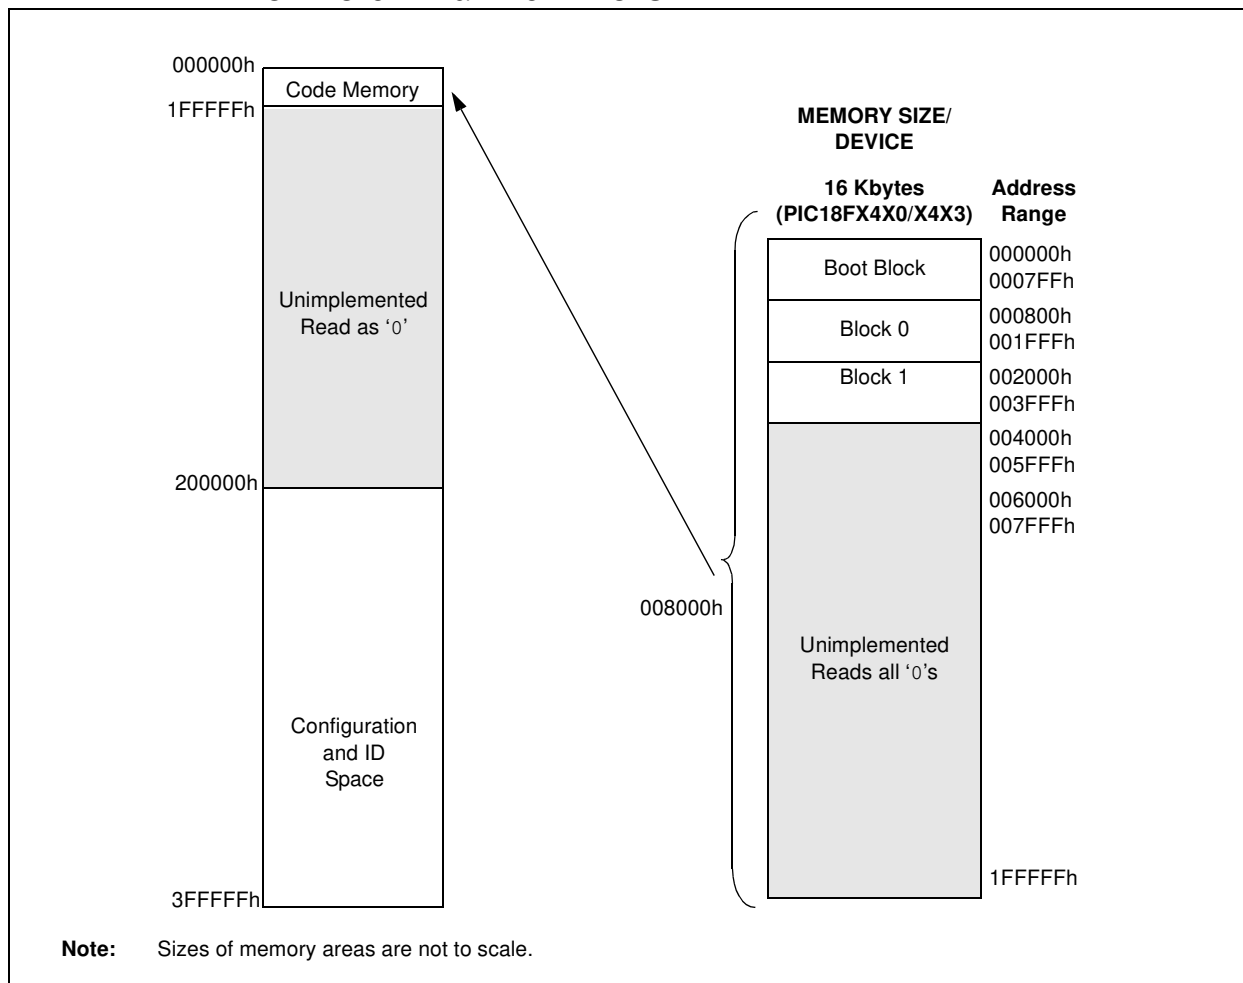 000000h
Code Memory
1FFFFFh
Unimplemented
Read as ‘0’
200000h
Configuration
and ID
Space
3FFFFFh
MEMORY SIZE/
DEVICE
16 Kbytes
(PIC18FX4X0/X4X3)
Address
Range
Boot Block
000000h
0007FFh
Block 0
000800h
001FFFh
Block 1
002000h
003FFFh
004000h
005FFFh
006000h
007FFFh
008000h
Unimplemented
Reads all ‘0’s
1FFFFFh
Note: Sizes of memory areas are not to scale.